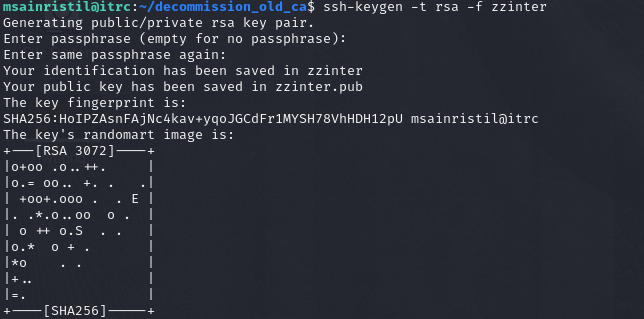 msainristil@itrc:~/decommission_old_ca$ ssh-keygen -t rsa -f zzinter
Generating public/private rsa key pair.
Enter passphrase (empty for no passphrase):
Enter same passphrase again:
Your identification has been saved in zzinter
Your public key has been saved in zzinter.pub
The key fingerprint is:
SHA256:HoIPZAsnFAjNc4kav+yqoJGCdFr1MYSH78VhHDH12pU msainristil@itrc
The key's randomart image is:
+---[RSA 3072]----+
|o+oo .o..++.     |
|o.= oo.. +. .   .|
| +oo+.ooo .  . E |
|. .*.o..oo  o .  |
| o ++ o.S  . .   |
|o.*  o + .       |
|*o    . .        |
|+..              |
|=.               |
+----[SHA256]-----+